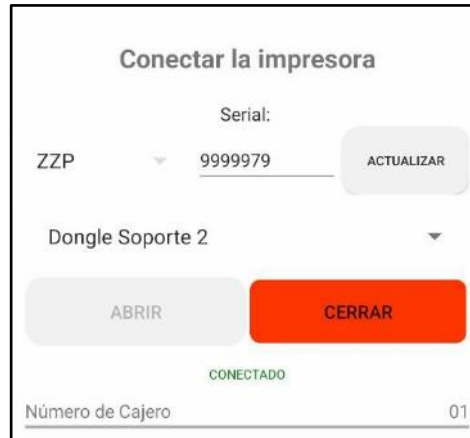 Conectar la impresora
Serial:
ZZP 9999979 ACTUALIZAR
Dongle Soporte 2
ABRIR CERRAR
CONECTADO
Número de Cajero 01